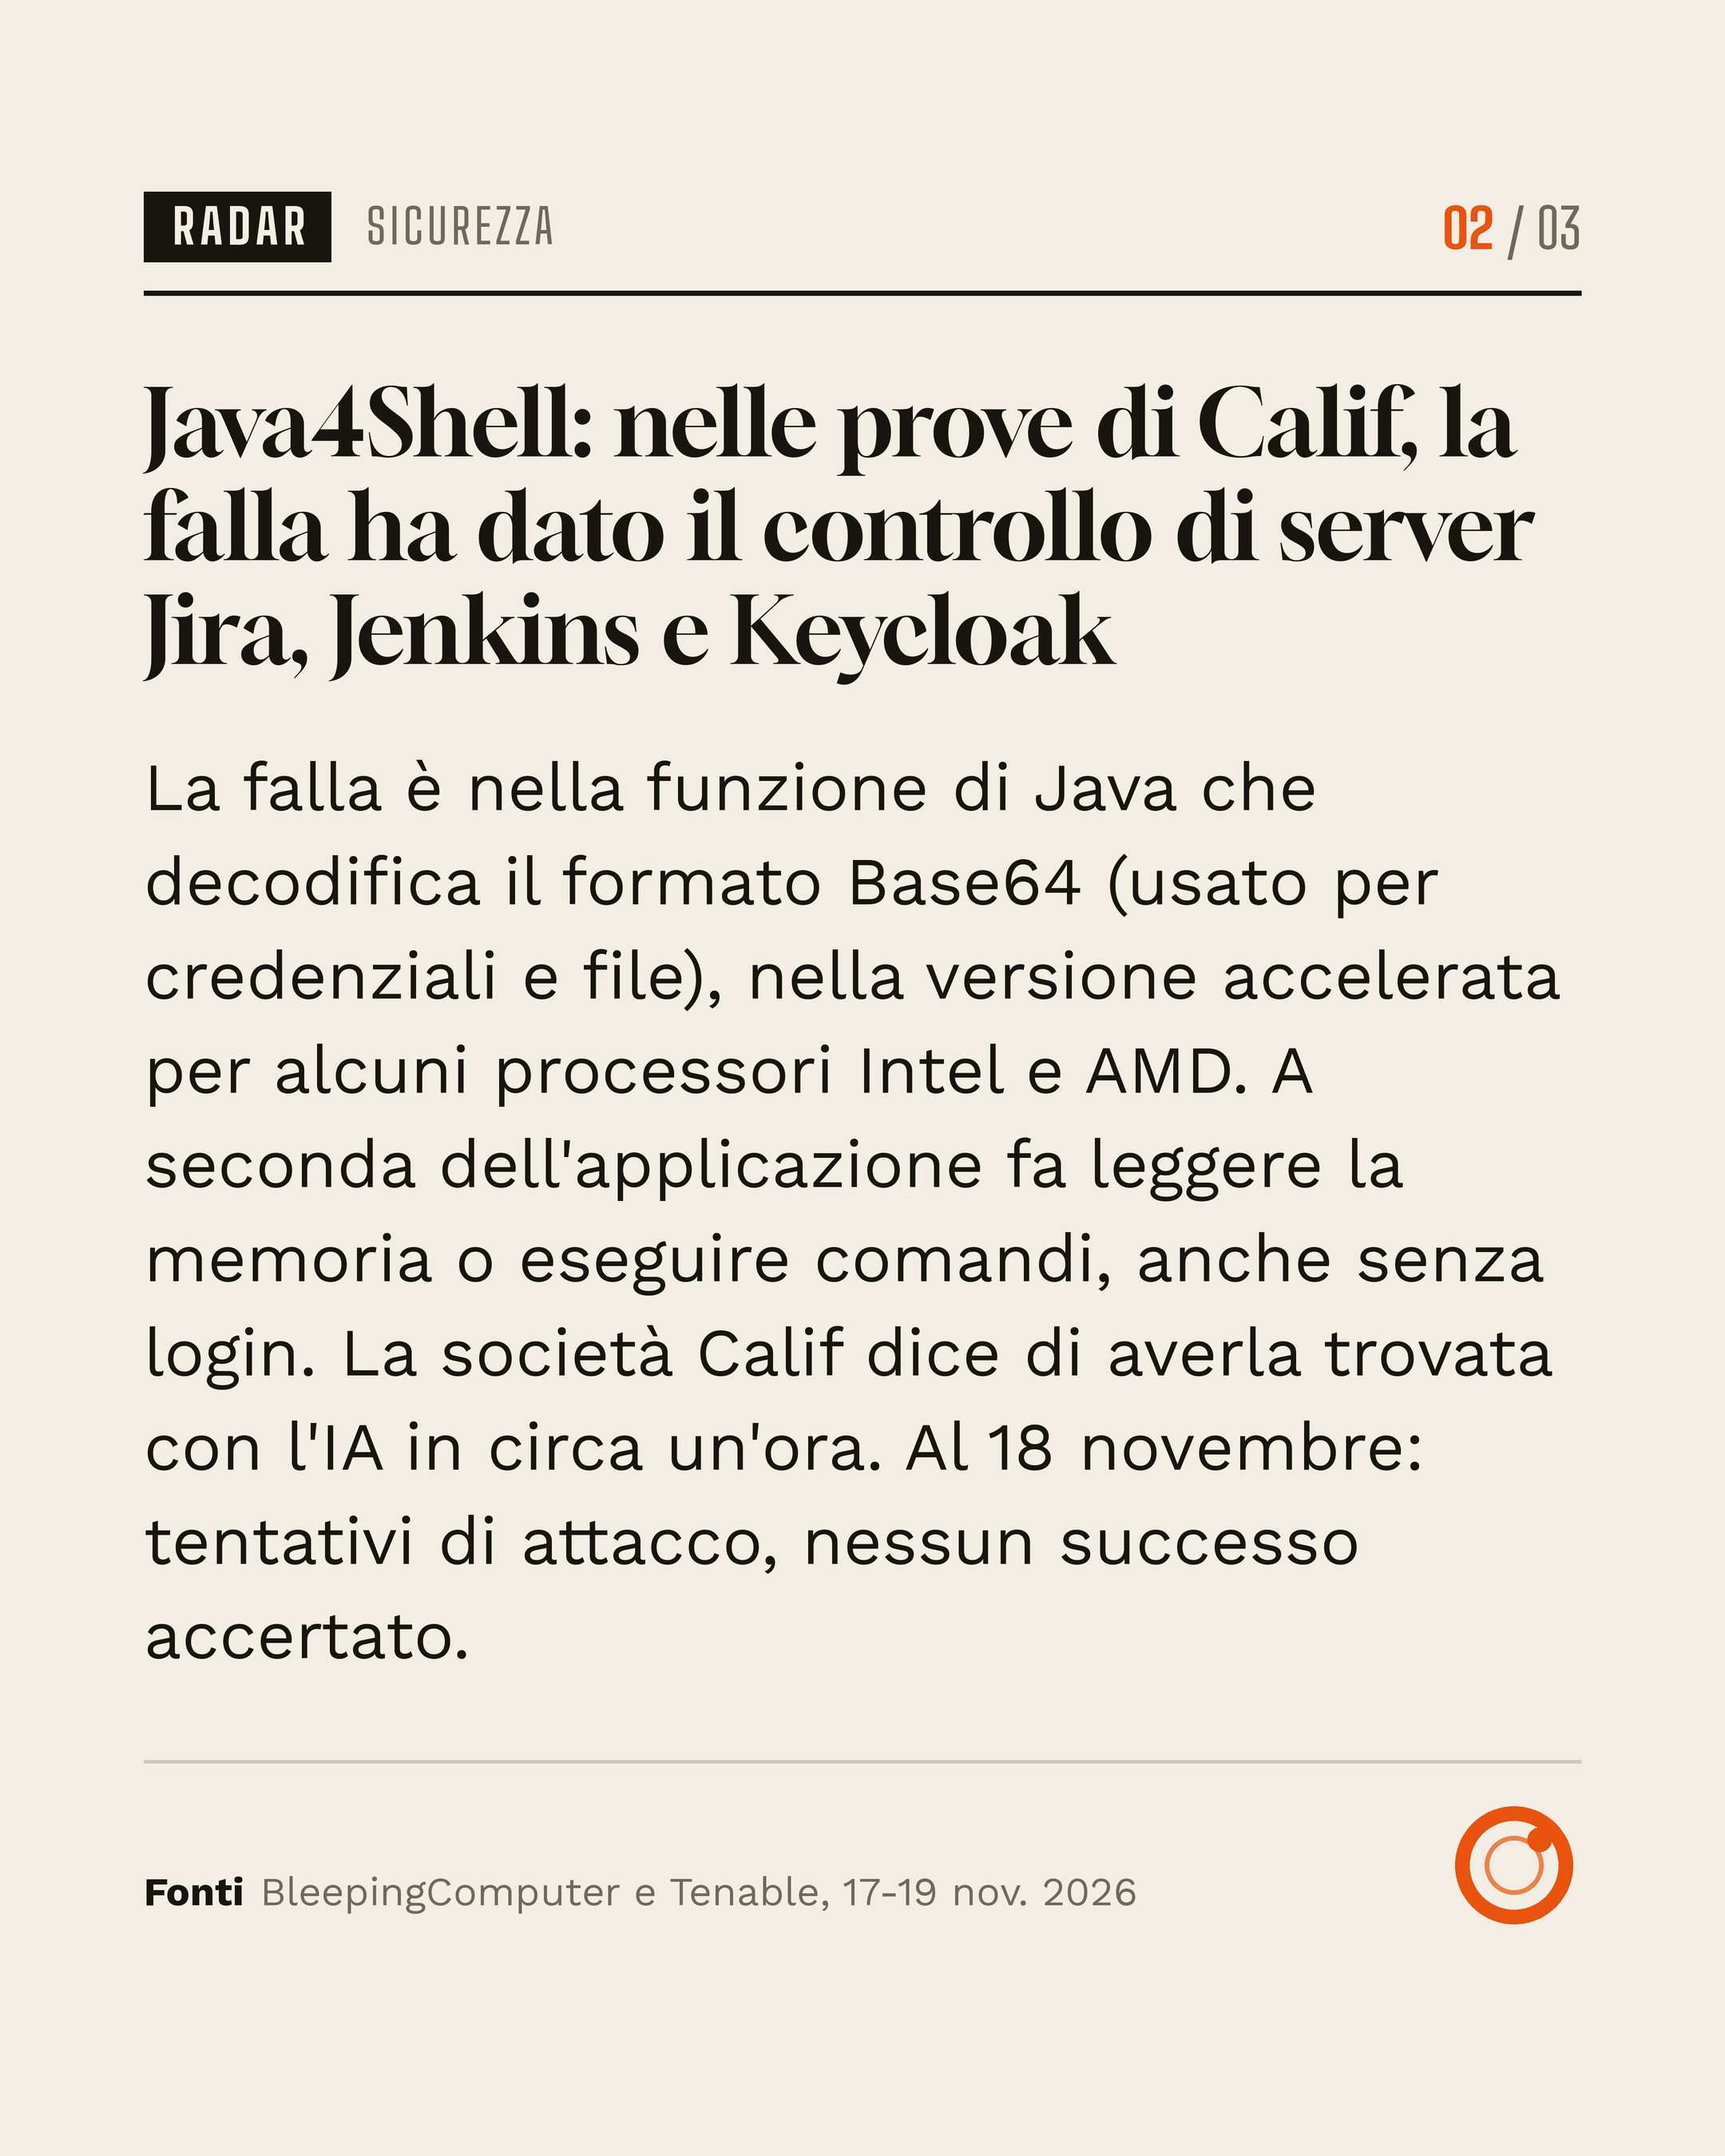 RADAR SICUREZZA 02 / 03
Java4Shell: nelle prove di Calif, la
falla ha dato il controllo di server
Jira, Jenkins e Keycloak
La falla è nella funzione di Java che
decodifica il formato Base64 (usato per
credenziali e file), nella versione accelerata
per alcuni processori Intel e AMD. A
seconda dell'applicazione fa leggere la
memoria o eseguire comandi, anche senza
login. La società Calif dice di averla trovata
con l'IA in circa un'ora. Al 18 novembre:
tentativi di attacco, nessun successo
accertato.
Fonti BleepingComputer e Tenable, 17-19 nov. 2026